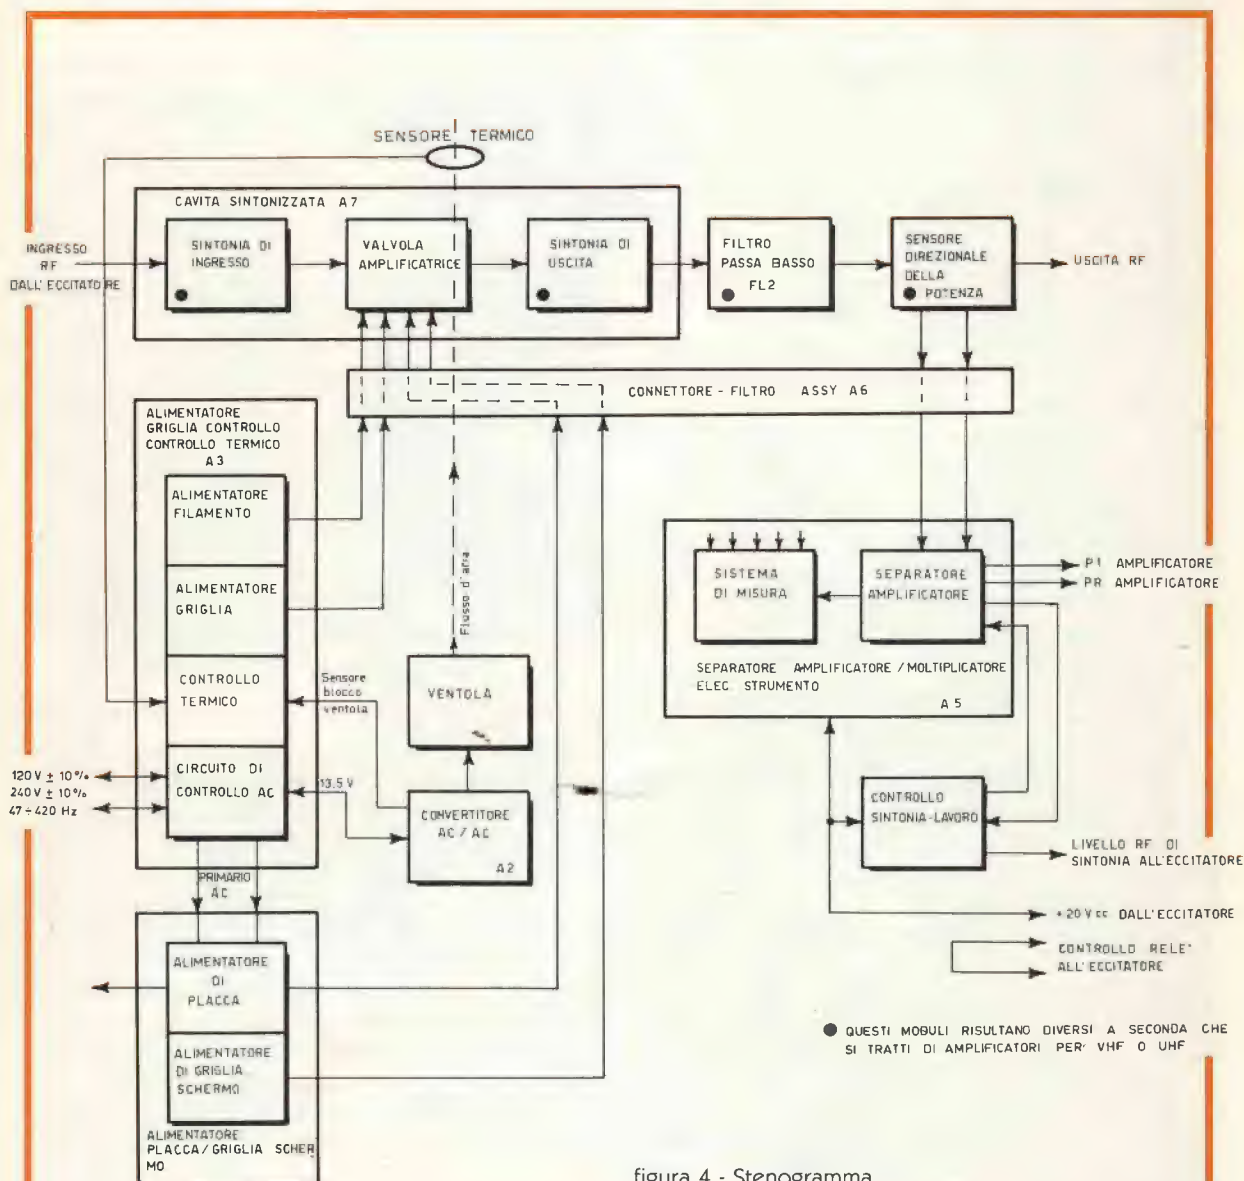 SENSORE TERMICO
CAVITA SINTONIZZATA A7
INGRESSO
RF
DALL'ECCITATORE
SINTONIA DI
INGRESSO
VALVOLA
AMPLIFICATRICE
SINTONIA DI
USCITA
FILTRO
PASSA BASSO
FL2
SENSORE
DIREZIONALE
DELLA
POTENZA
USCITA RF
CONNETTORE - FILTRO ASSY A6
ALIMENTATORE
GRIGLIA CONTROLLO
CONTROLLO TERMICO
A3
ALIMENTATORE
FILAMENTO
ALIMENTATORE
GRIGLIA
CONTROLLO
TERMICO
CIRCUITO DI
CONTROLLO AC
120V ± 10%
240V ± 10%
47÷420 Hz
Flusso d'aria
Sensore
blocco
ventola
13.5V
VENTOLA
CONVERTITORE
AC/AC
A2
SISTEMA
DI MISURA
SEPARATORE
AMPLIFICATORE
SEPARATORE AMPLIFICATORE/MOLTIPLICATORE
ELEC STRUMENTO
A5
PT AMPLIFICATORE
PR AMPLIFICATORE
CONTROLLO
SINTONIA-LAVORO
LIVELLO RF DI
SINTONIA ALL'ECCITATORE
+20Vcc DALL'ECCITATORE
CONTROLLO RELE'
ALL'ECCITATORE
PRIMARIO
AC
ALIMENTATORE
DI
PLACCA
ALIMENTATORE
DI GRIGLIA
SCHERMO
ALIMENTATORE
PLACCA/GRIGLIA SCHER
MO
● QUESTI MODULI RISULTANO DIVERSI A SECONDA CHE
SI TRATTI DI AMPLIFICATORI PER' VHF O UHF
figura 4 - Stenogramma